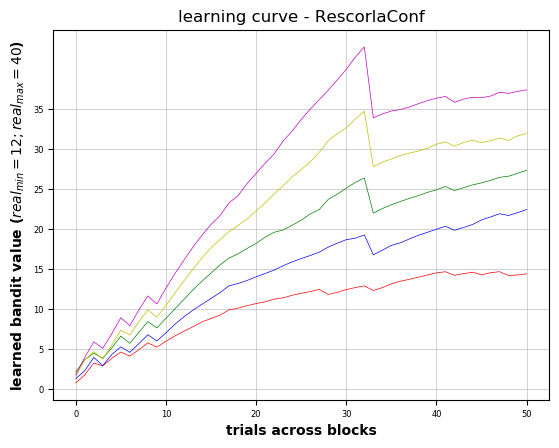 learning curve - RescorlaConf
learned bandit value (real_min = 12; real_max = 40)
35
30
25
20
15
10
5
0
0 10 20 30 40 50
trials across blocks